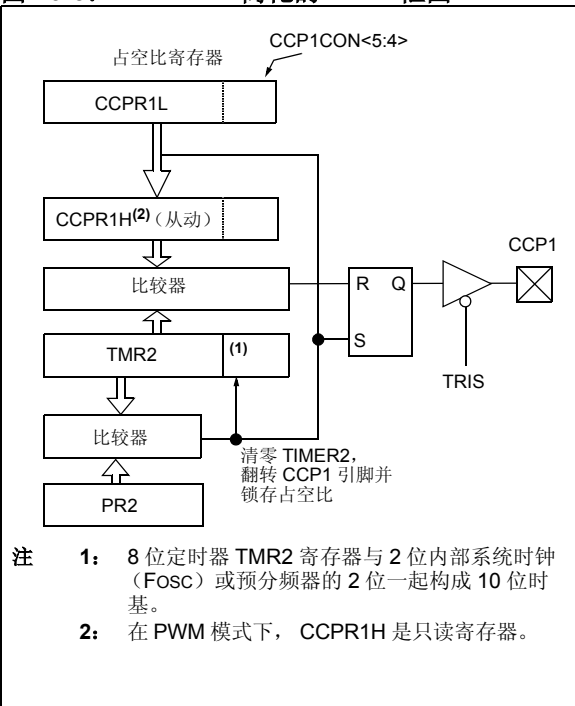 CCP1CON<5:4>
占空比寄存器
CCPR1L
CCPR1H(2)（从动）
CCP1
比较器
R Q
TMR2
(1)
S
TRIS
比较器
清零 TIMER2，
翻转 CCP1 引脚并
锁存占空比
PR2
注 1： 8 位定时器 TMR2 寄存器与 2 位内部系统时钟
（FOSC）或预分频器的 2 位一起构成 10 位时
基。
2： 在 PWM 模式下， CCPR1H 是只读寄存器。